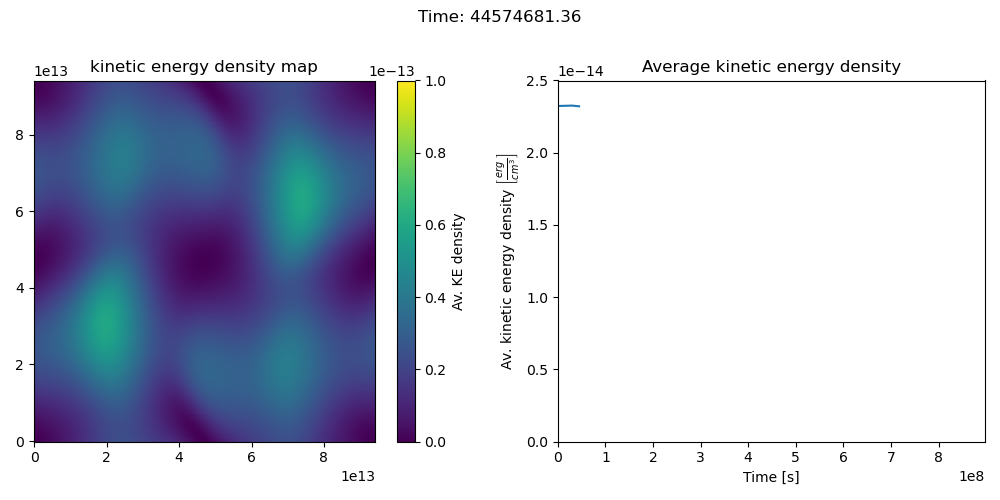 Time: 44574681.36
kinetic energy density map
1e13
1e−13
0
2
4
6
8
0
2
4
6
8
1e13
0.0
0.2
0.4
0.6
0.8
1.0
Av. KE density
Average kinetic energy density
1e−14
0.0
0.5
1.0
1.5
2.0
2.5
Av. kinetic energy density [erg/cm³]
0
1
2
3
4
5
6
7
8
Time [s]
1e8